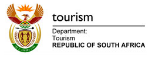 tourism
Department:
Tourism
REPUBLIC OF SOUTH AFRICA